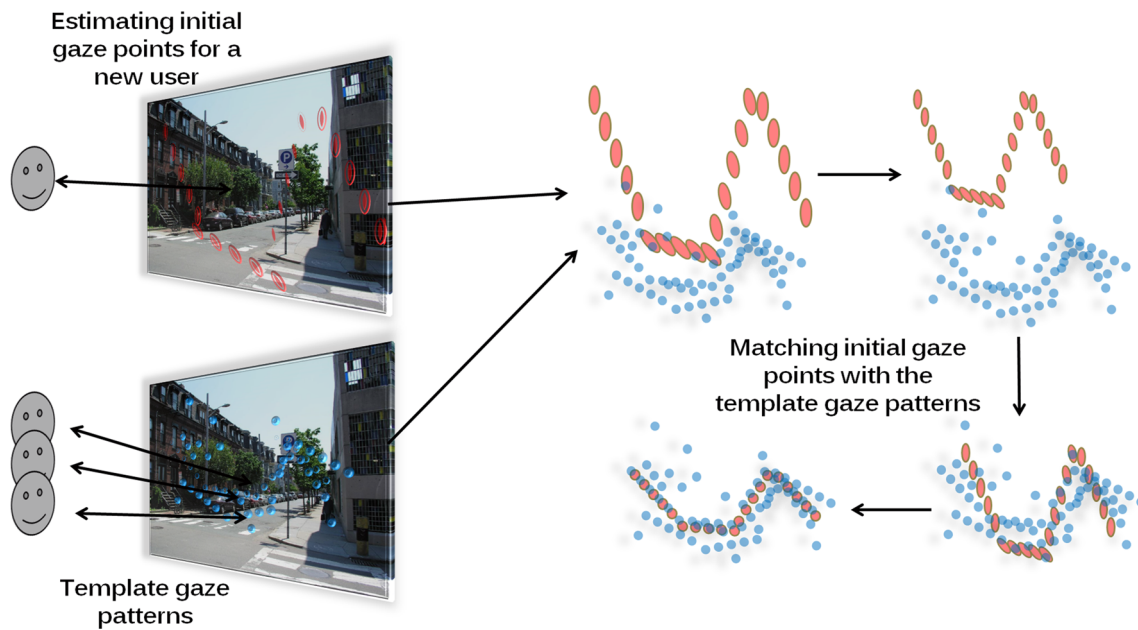 Estimating initial
gaze points for a
new user
P
Matching initial gaze
points with the
template gaze patterns
Template gaze
patterns